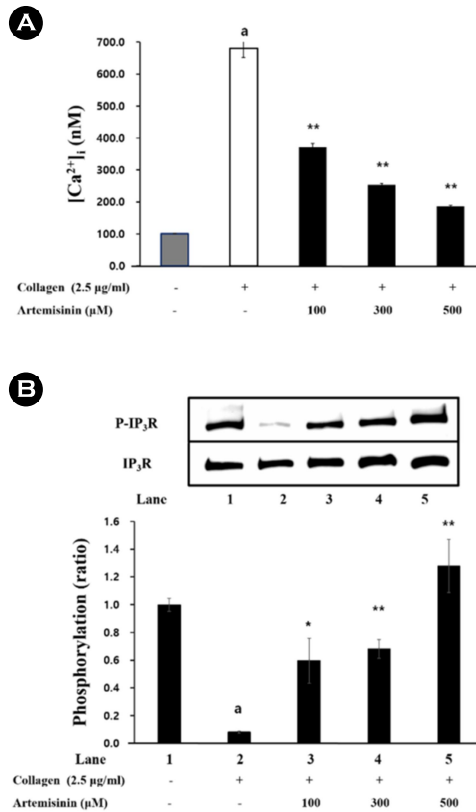 A
[Ca²⁺]ᵢ (nM)
700.0
600.0
500.0
400.0
300.0
200.0
100.0
0.0
a
**
**
**
Collagen (2.5 μg/ml) - + + + +
Artemisinin (μM) - - 100 300 500
B
P-IP₃R
IP₃R
Lane 1 2 3 4 5
Phosphorylation (ratio)
1.6
1.4
1.2
1.0
0.8
0.6
0.4
0.2
0.0
a
*
**
**
Lane 1 2 3 4 5
Collagen (2.5 μg/ml) - + + + +
Artemisinin (μM) - - 100 300 500